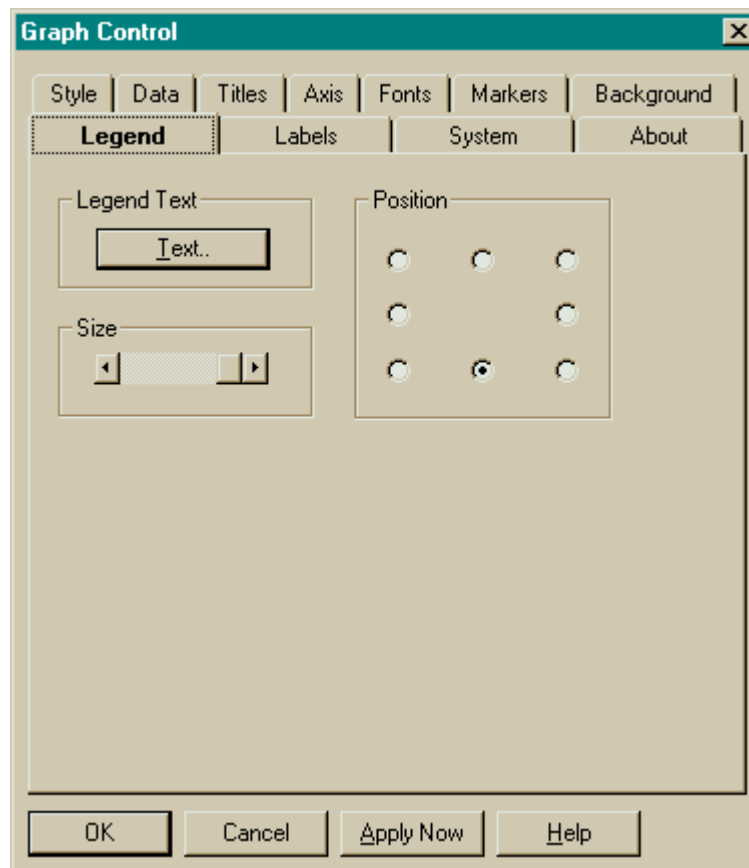 Graph Control
Style Data Titles Axis Fonts Markers Background
Legend Labels System About
Legend Text
Text..
Position
Size
OK Cancel Apply Now Help